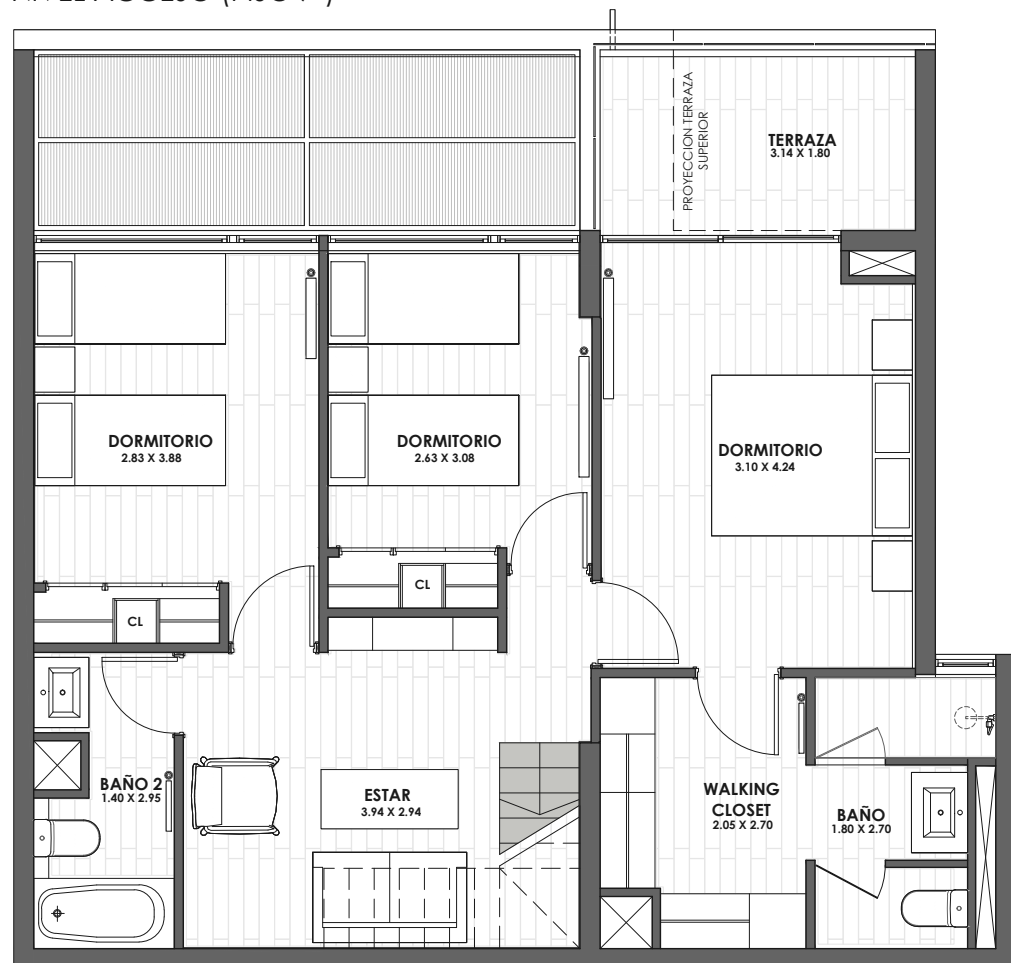 PROYECCION TERRAZA
SUPERIOR
TERRAZA
3.14 X 1.80
DORMITORIO
2.83 X 3.88
DORMITORIO
2.63 X 3.08
DORMITORIO
3.10 X 4.24
CL
CL
BAÑO 2
1.40 X 2.95
ESTAR
3.94 X 2.94
WALKING
CLOSET
2.05 X 2.70
BAÑO
1.80 X 2.70